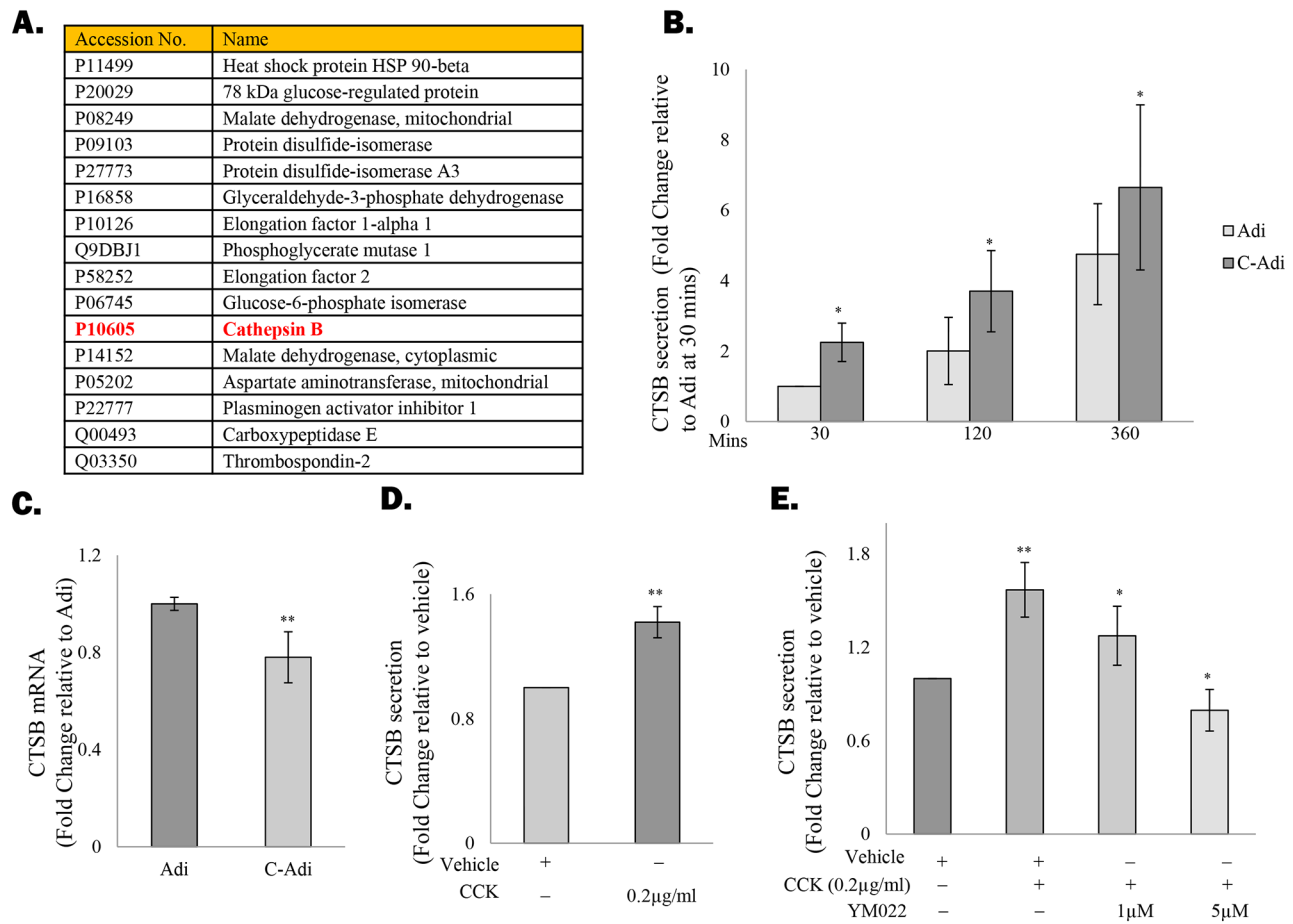 A.
Accession No. Name
P11499 Heat shock protein HSP 90-beta
P20029 78 kDa glucose-regulated protein
P08249 Malate dehydrogenase, mitochondrial
P09103 Protein disulfide-isomerase
P27773 Protein disulfide-isomerase A3
P16858 Glyceraldehyde-3-phosphate dehydrogenase
P10126 Elongation factor 1-alpha 1
Q9DBJ1 Phosphoglycerate mutase 1
P58252 Elongation factor 2
P06745 Glucose-6-phosphate isomerase
P10605 Cathepsin B
P14152 Malate dehydrogenase, cytoplasmic
P05202 Aspartate aminotransferase, mitochondrial
P22777 Plasminogen activator inhibitor 1
Q00493 Carboxypeptidase E
Q03350 Thrombospondin-2
B.
CTSB secretion (Fold Change relative
to Adi at 30 mins)
10
8
6
4
2
0
* * *
Mins 30 120 360
Adi
C-Adi
C.
CTSB mRNA
(Fold Change relative to Adi)
1.2
0.8
0.4
0
**
Adi C-Adi
D.
CTSB secretion
(Fold Change relative to vehicle)
1.6
0.8
0
**
Vehicle + –
CCK – 0.2µg/ml
E.
CTSB secretion
(Fold Change relative to vehicle)
1.8
1.2
0.6
0
** * *
Vehicle + + – –
CCK (0.2µg/ml) – + + +
YM022 – – 1µM 5µM